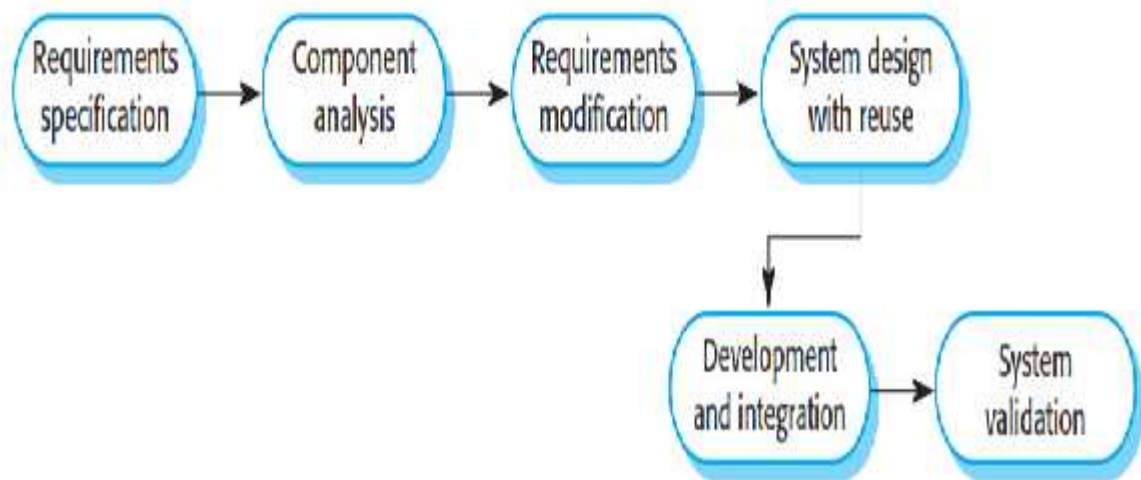 Requirements
specification
Component
analysis
Requirements
modification
System design
with reuse
Development
and integration
System
validation